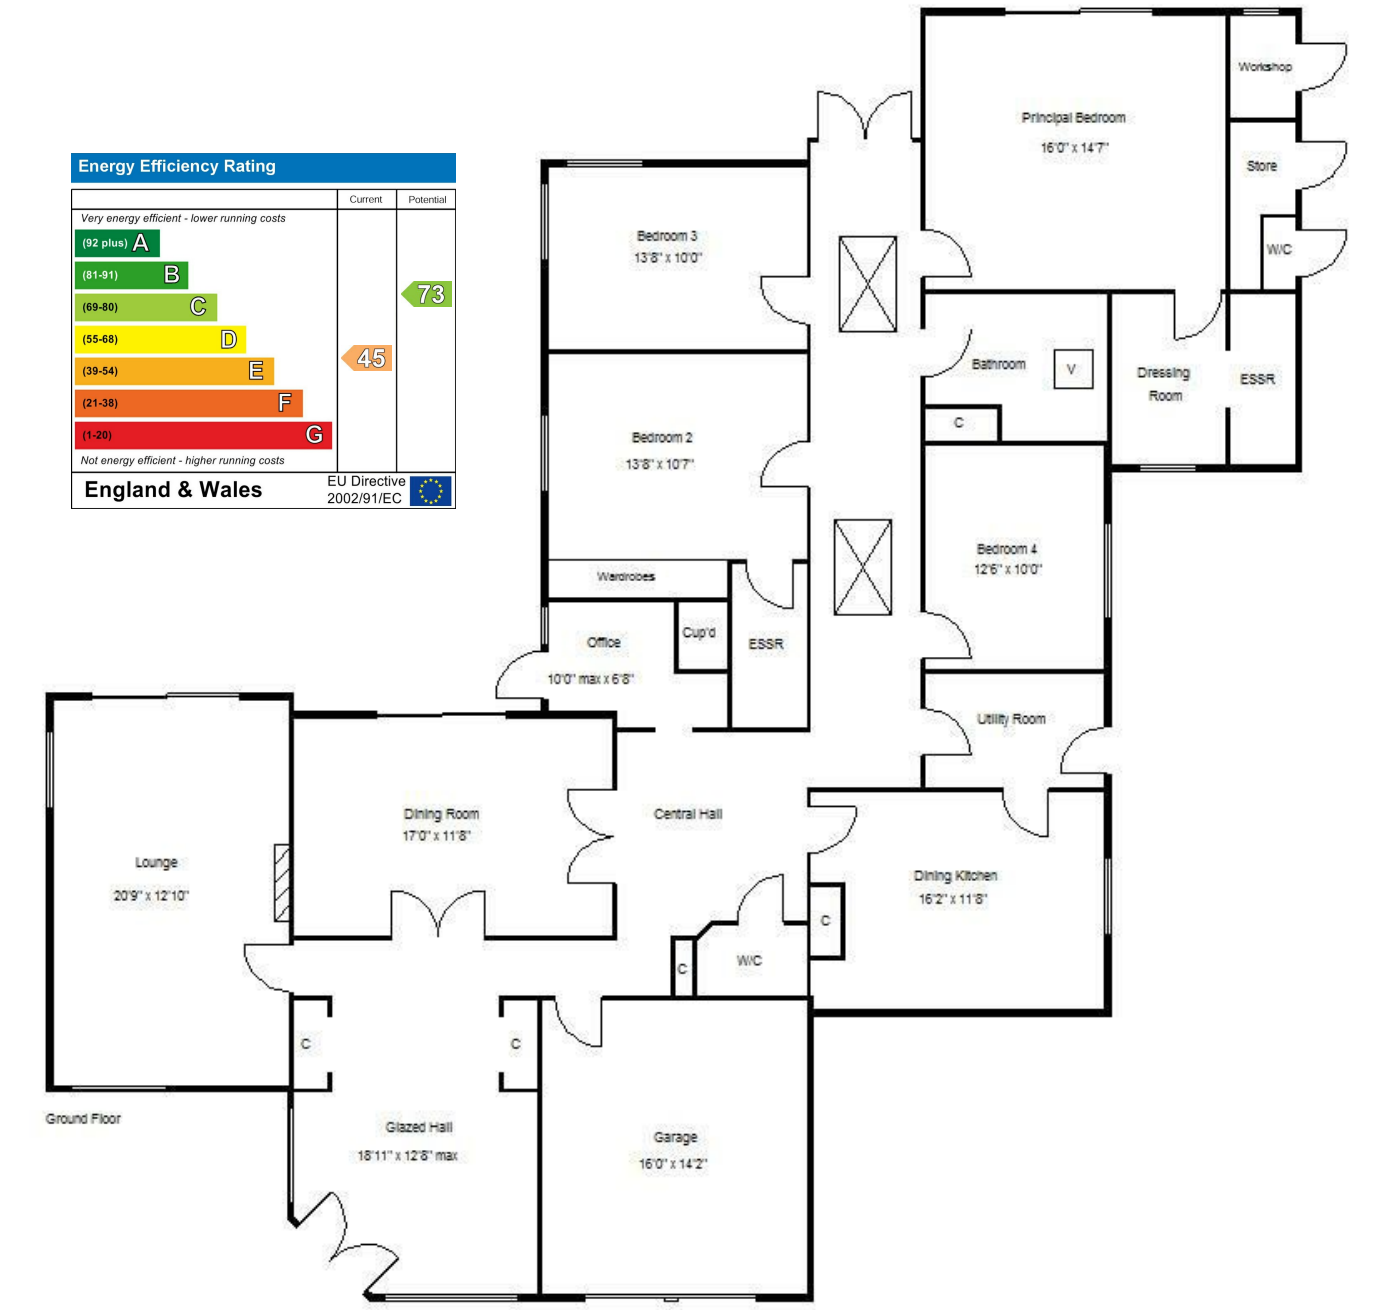 Energy Efficiency Rating
Current Potential
Very energy efficient - lower running costs
(92 plus) A
(81-91) B
(69-80) C
(55-68) D
(39-54) E
(21-38) F
(1-20) G
73
45
Not energy efficient - higher running costs
England & Wales
EU Directive
2002/91/EC
Principal Bedroom
16'0" x 14'7"
Workshop
Store
W/C
Bedroom 3
13'8" x 10'0"
Bathroom
V
C
Dressing
Room
ESSR
Bedroom 2
13'8" x 10'7"
Wardrobes
Bedroom 4
12'6" x 10'0"
Office
10'0" max x 6'8"
Cup'd
ESSR
Utility Room
Dining Room
17'0" x 11'8"
Central Hall
Lounge
20'9" x 12'10"
Dining Kitchen
16'2" x 11'8"
C
W/C
C
C
C
Ground Floor
Glazed Hall
18'11" x 12'8" max
Garage
16'0" x 14'2"